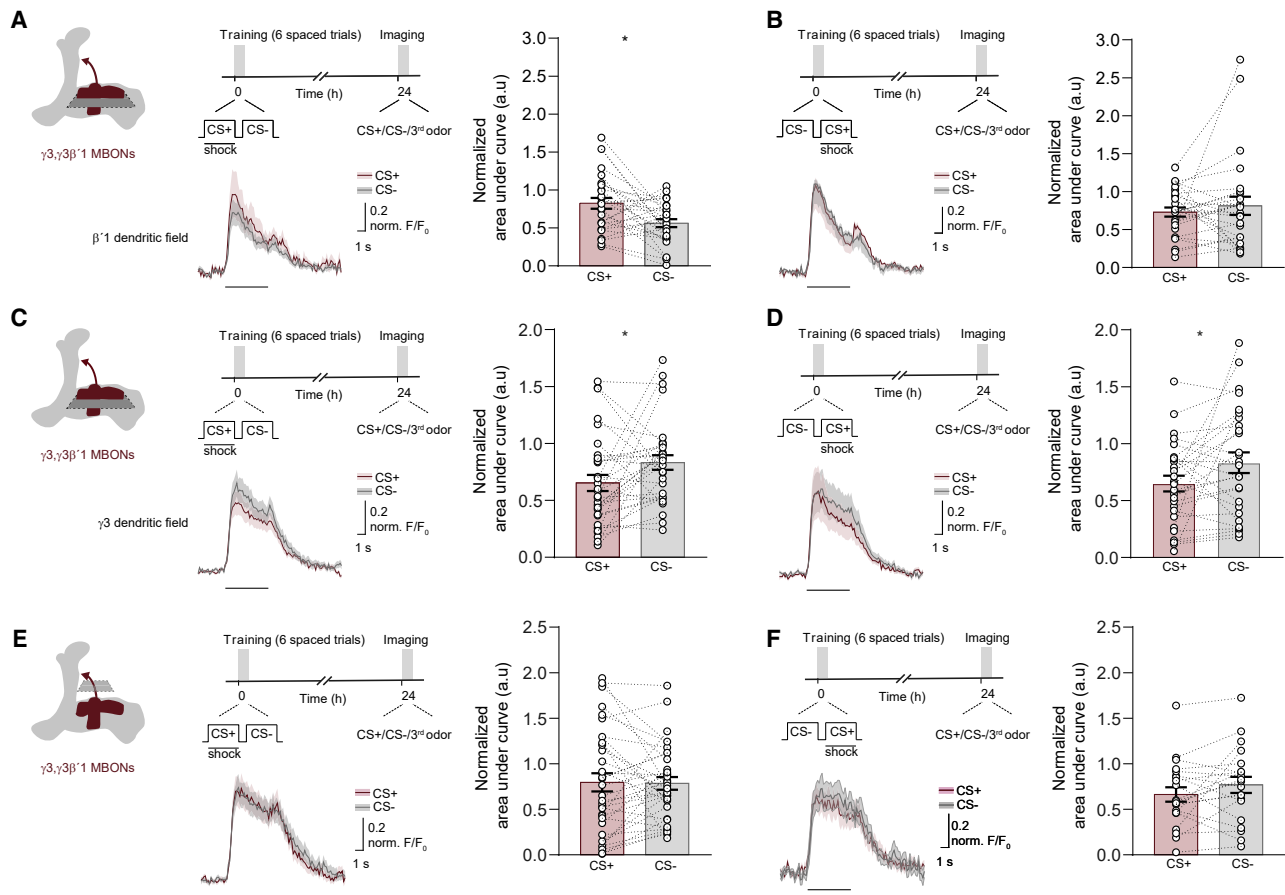 A
Training (6 spaced trials) Imaging
0 Time (h) 24
CS+ CS-
shock
CS+/CS-/3rd odor
γ3,γ3β´1 MBONs
β´1 dendritic field
CS+
CS-
0.2
norm. F/F0
1 s
Normalized
area under curve (a.u)
3.0
2.5
2.0
1.5
1.0
0.5
0.0
*
CS+ CS-
B
Training (6 spaced trials) Imaging
0 Time (h) 24
CS- CS+
shock
CS+/CS-/3rd odor
CS+
CS-
0.2
norm. F/F0
1 s
Normalized
area under curve (a.u)
3.0
2.5
2.0
1.5
1.0
0.5
0.0
CS+ CS-
C
Training (6 spaced trials) Imaging
0 Time (h) 24
CS+ CS-
shock
CS+/CS-/3rd odor
γ3,γ3β´1 MBONs
γ3 dendritic field
CS+
CS-
0.2
norm. F/F0
1 s
Normalized
area under curve (a.u)
2.0
1.5
1.0
0.5
0.0
*
CS+ CS-
D
Training (6 spaced trials) Imaging
0 Time (h) 24
CS- CS+
shock
CS+/CS-/3rd odor
CS+
CS-
0.2
norm. F/F0
1 s
Normalized
area under curve (a.u)
2.0
1.5
1.0
0.5
0.0
*
CS+ CS-
E
Training (6 spaced trials) Imaging
0 Time (h) 24
CS+ CS-
shock
CS+/CS-/3rd odor
γ3,γ3β´1 MBONs
CS+
CS-
0.2
norm. F/F0
1 s
Normalized
area under curve (a.u)
2.5
2.0
1.5
1.0
0.5
0.0
CS+ CS-
F
Training (6 spaced trials) Imaging
0 Time (h) 24
CS- CS+
shock
CS+/CS-/3rd odor
CS+
CS-
0.2
norm. F/F0
1 s
Normalized
area under curve (a.u)
2.5
2.0
1.5
1.0
0.5
0.0
CS+ CS-